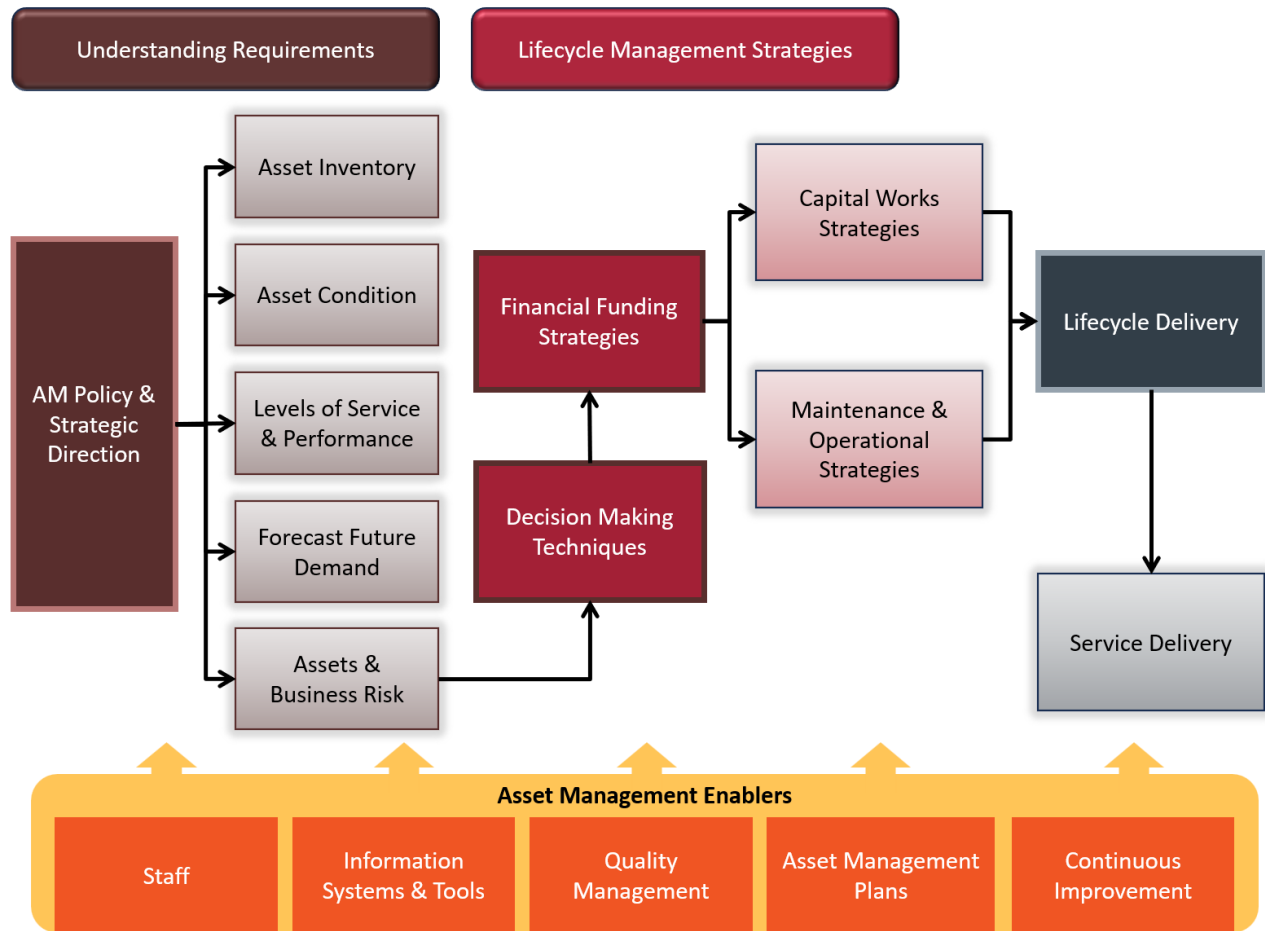 Understanding Requirements
Lifecycle Management Strategies
Asset Inventory
Asset Condition
Levels of Service
& Performance
Forecast Future
Demand
Assets &
Business Risk
AM Policy &
Strategic
Direction
Financial Funding
Strategies
Decision Making
Techniques
Capital Works
Strategies
Maintenance &
Operational
Strategies
Lifecycle Delivery
Service Delivery
Asset Management Enablers
Staff
Information
Systems & Tools
Quality
Management
Asset Management
Plans
Continuous
Improvement